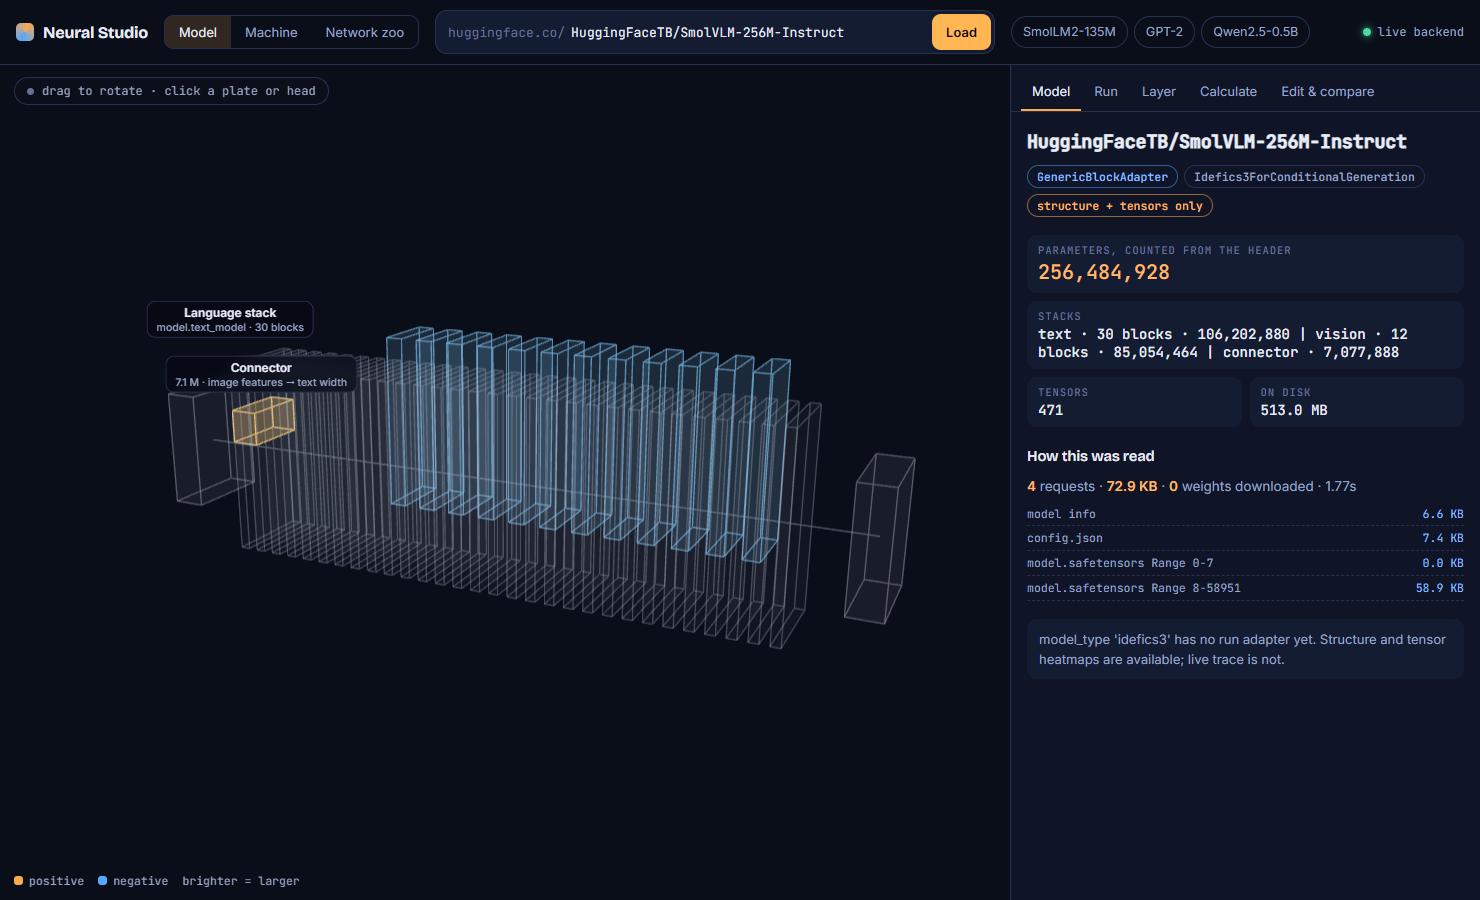 Neural Studio
Model
Machine
Network zoo
huggingface.co/ HuggingFaceTB/SmolVLM-256M-Instruct
Load
SmolLM2-135M
GPT-2
Qwen2.5-0.5B
live backend
drag to rotate · click a plate or head
Language stack
model.text_model · 30 blocks
Connector
7.1 M · image features → text width
positive
negative
brighter = larger
Model
Run
Layer
Calculate
Edit & compare
HuggingFaceTB/SmolVLM-256M-Instruct
GenericBlockAdapter
Idefics3ForConditionalGeneration
structure + tensors only
PARAMETERS, COUNTED FROM THE HEADER
256,484,928
STACKS
text · 30 blocks · 106,202,880 | vision · 12
blocks · 85,054,464 | connector · 7,077,888
TENSORS
471
ON DISK
513.0 MB
How this was read
4 requests · 72.9 KB · 0 weights downloaded · 1.77s
model info 6.6 KB
config.json 7.4 KB
model.safetensors Range 0-7 0.0 KB
model.safetensors Range 8-58951 58.9 KB
model_type 'idefics3' has no run adapter yet. Structure and tensor
heatmaps are available; live trace is not.